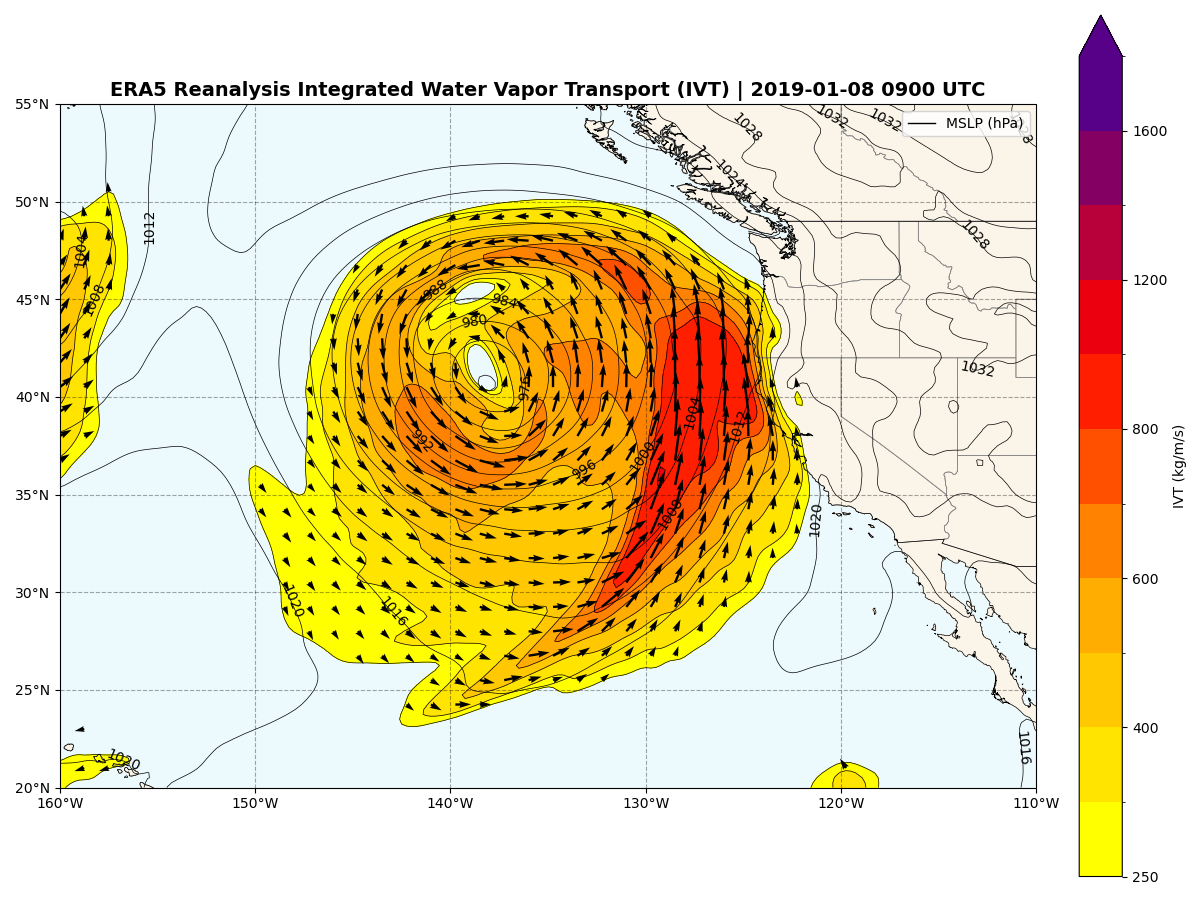 ERA5 Reanalysis Integrated Water Vapor Transport (IVT) | 2019-01-08 0900 UTC
MSLP (hPa)
55°N
50°N
45°N
40°N
35°N
30°N
25°N
20°N
160°W
150°W
140°W
130°W
120°W
110°W
1028
1032
1032
1024
1028
1032
1012
1004
1008
988
984
980
976
992
996
1000
1004
1012
1008
1020
1020
1016
1020
1016
1600
1200
800
600
400
250
IVT (kg/m/s)